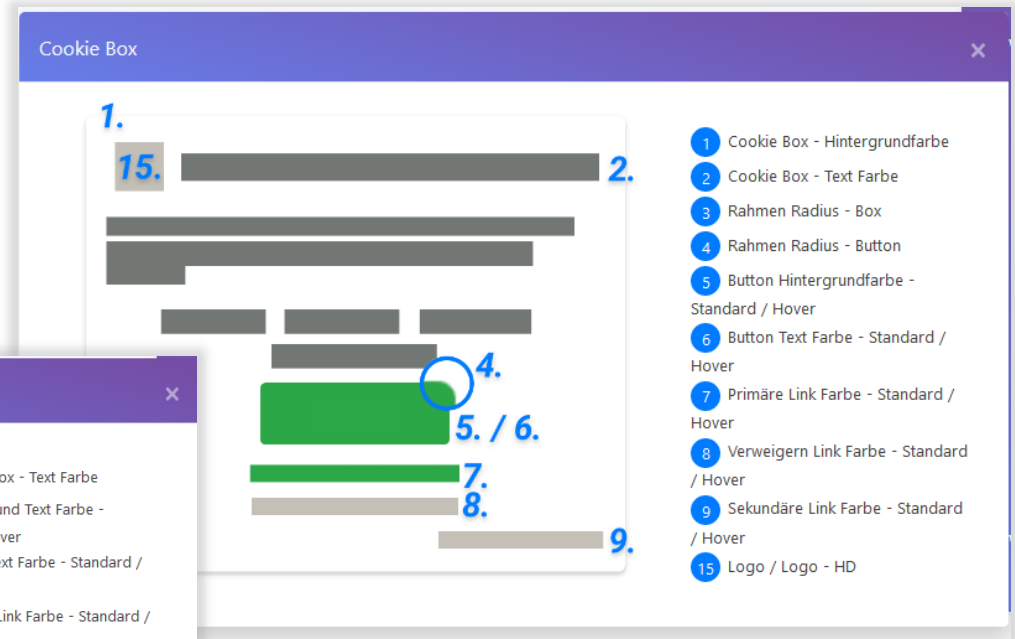 Cookie Box
×
1.
15.
2.
4.
5. / 6.
7.
8.
9.
1 Cookie Box - Hintergrundfarbe
2 Cookie Box - Text Farbe
3 Rahmen Radius - Box
4 Rahmen Radius - Button
5 Button Hintergrundfarbe -
Standard / Hover
6 Button Text Farbe - Standard /
Hover
7 Primäre Link Farbe - Standard /
Hover
8 Verweigern Link Farbe - Standard
/ Hover
9 Sekundäre Link Farbe - Standard
/ Hover
15 Logo / Logo - HD
×
- Text Farbe
Text Farbe -
Farbe - Standard /
Link Farbe - Standard /